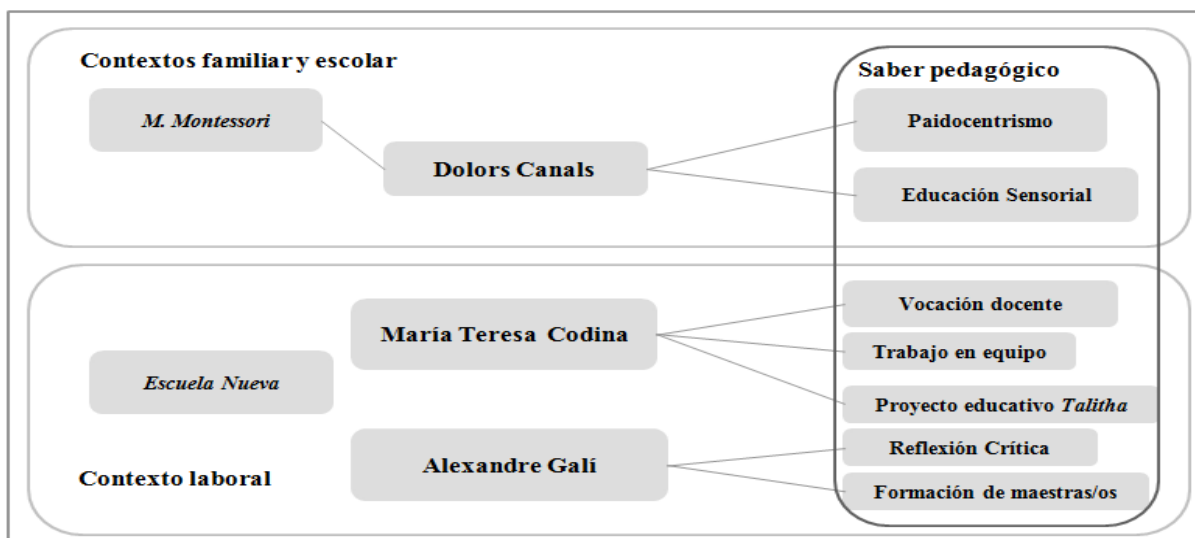 Contextos familiar y escolar
Saber pedagógico
M. Montessori
Paidocentrismo
Dolors Canals
Educación Sensorial
Vocación docente
María Teresa Codina
Trabajo en equipo
Escuela Nueva
Proyecto educativo Talitha
Reflexión Crítica
Alexandre Galí
Contexto laboral
Formación de maestras/os